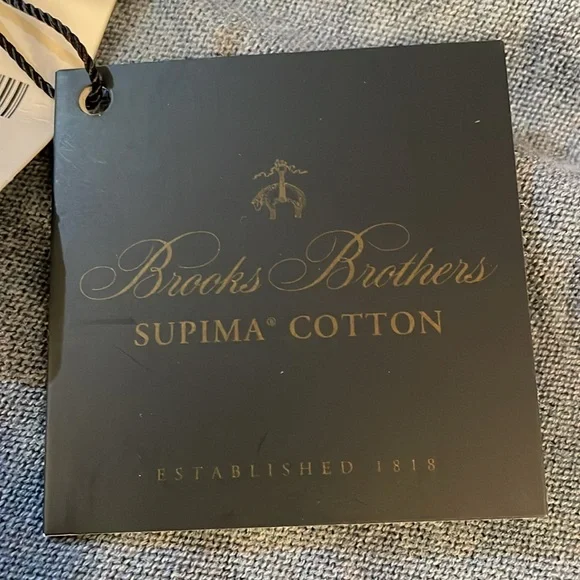 Brooks Brothers
SUPIMA® COTTON
ESTABLISHED 1818